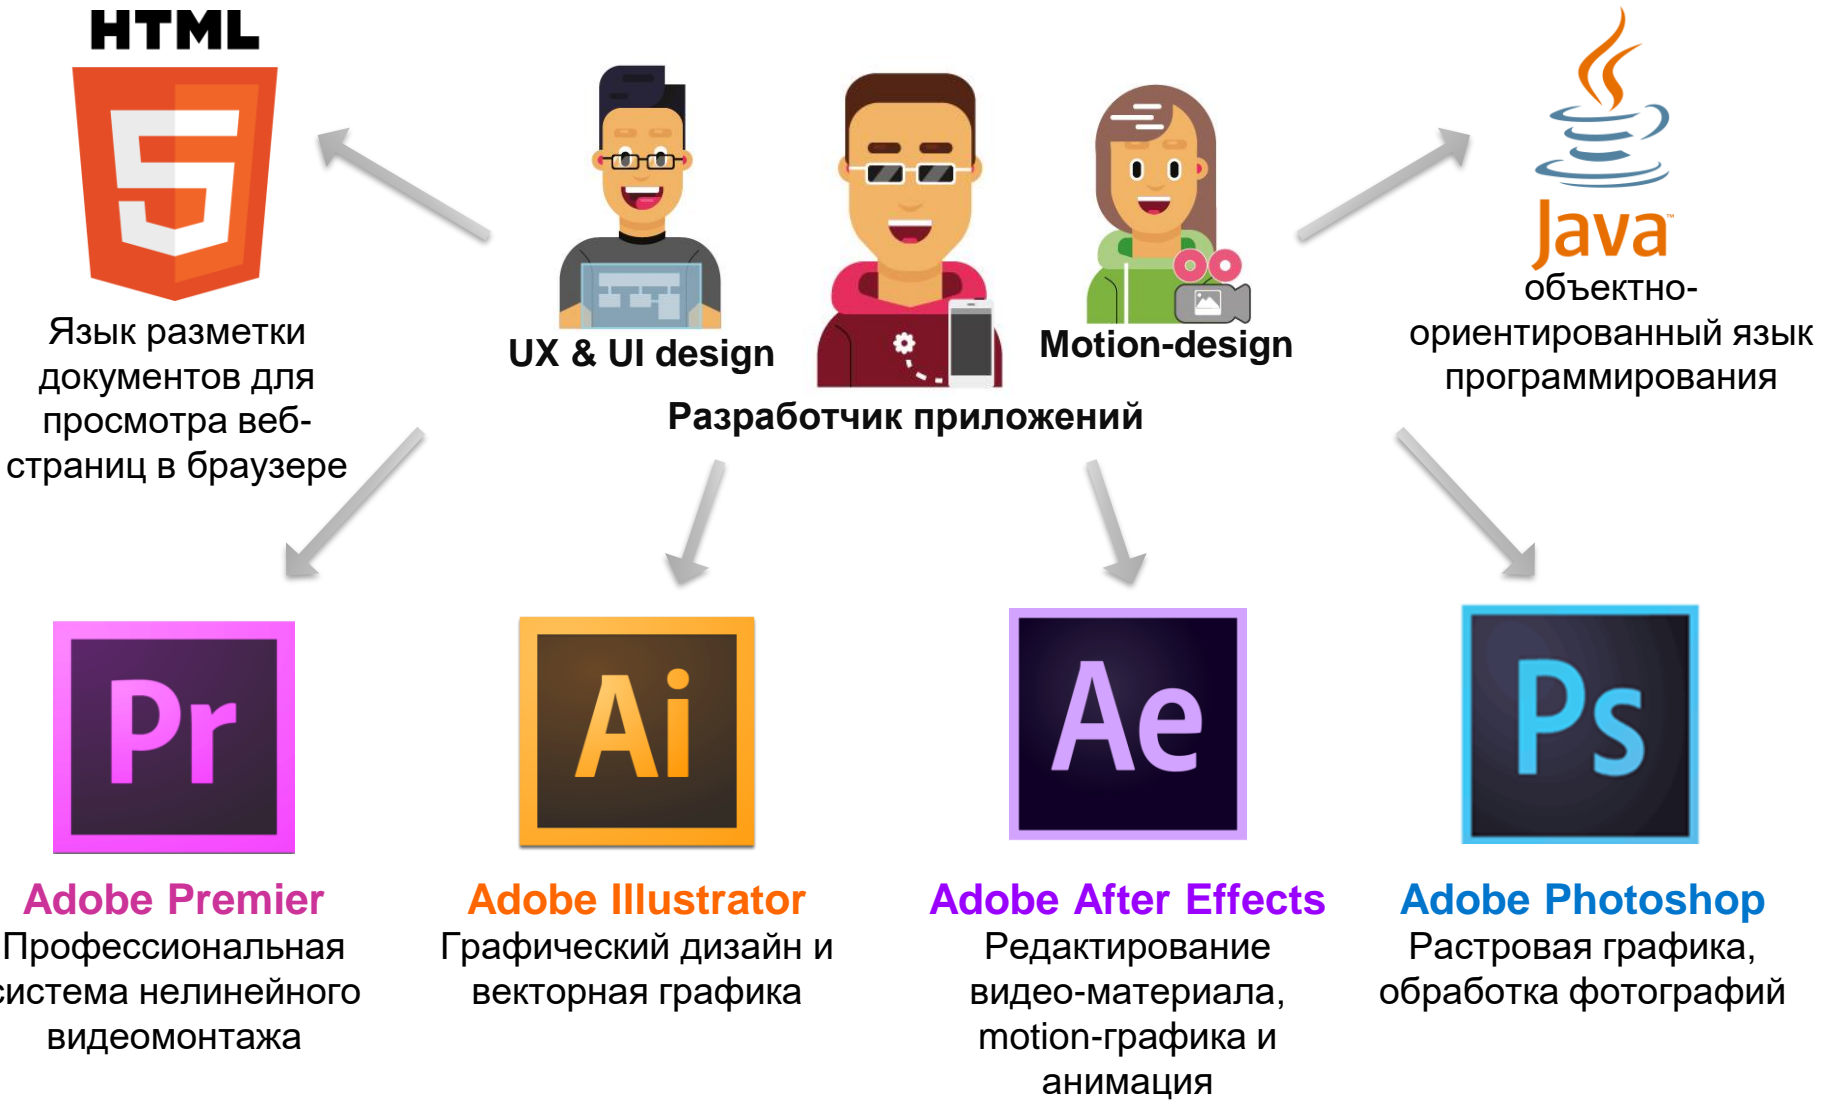 HTML
5
Язык разметки
документов для
просмотра веб-
страниц в браузере
UX & UI design
Разработчик приложений
Motion-design
Java™
объектно-
ориентированный язык
программирования
Pr
Adobe Premier
Профессиональная
система нелинейного
видеомонтажа
Ai
Adobe Illustrator
Графический дизайн и
векторная графика
Ae
Adobe After Effects
Редактирование
видео-материала,
motion-графика и
анимация
Ps
Adobe Photoshop
Растровая графика,
обработка фотографий